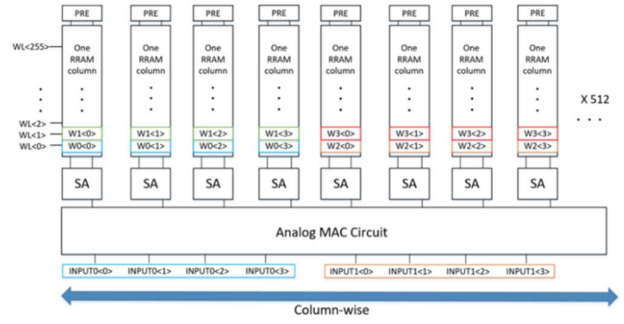 PRE PRE PRE PRE PRE PRE PRE PRE
WL<255>
One RRAM column One RRAM column One RRAM column One RRAM column One RRAM column One RRAM column One RRAM column One RRAM column
X 512
WL<2>
WL<1> W1<0> W1<1> W1<2> W1<3> W3<0> W3<1> W3<2> W3<3>
WL<0> W0<0> W0<1> W0<2> W0<3> W2<0> W2<1> W2<2> W2<3>
SA SA SA SA SA SA SA SA
Analog MAC Circuit
INPUT0<0> INPUT0<1> INPUT0<2> INPUT0<3> INPUT1<0> INPUT1<1> INPUT1<2> INPUT1<3>
Column-wise